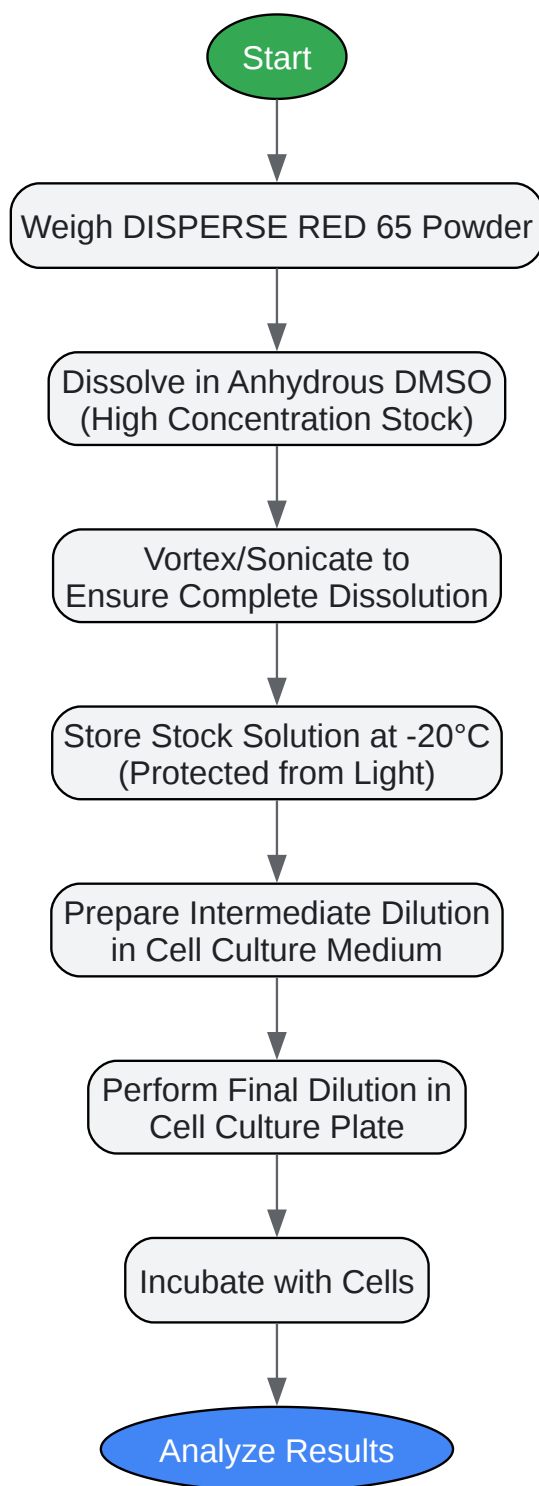 Start
Weigh DISPERSE RED 65 Powder
Dissolve in Anhydrous DMSO
(High Concentration Stock)
Vortex/Sonicate to
Ensure Complete Dissolution
Store Stock Solution at -20°C
(Protected from Light)
Prepare Intermediate Dilution
in Cell Culture Medium
Perform Final Dilution in
Cell Culture Plate
Incubate with Cells
Analyze Results